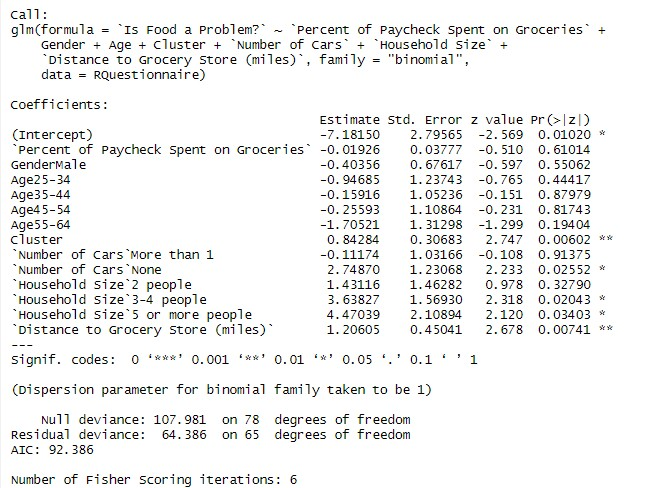 Call:
glm(formula = `Is Food a Problem?` ~ `Percent of Paycheck Spent on Groceries` +
    Gender + Age + Cluster + `Number of Cars` + `Household Size` +
    `Distance to Grocery Store (miles)`, family = "binomial",
    data = RQuestionnaire)
Coefficients:
                                         Estimate Std. Error z value Pr(>|z|)
(Intercept)                              -7.18150    2.79565  -2.569  0.01020 *
`Percent of Paycheck Spent on Groceries` -0.01926    0.03777  -0.510  0.61014
GenderMale                               -0.40356    0.67617  -0.597  0.55062
Age25-34                                 -0.94685    1.23743  -0.765  0.44417
Age35-44                                 -0.15916    1.05236  -0.151  0.87979
Age45-54                                 -0.25593    1.10864  -0.231  0.81743
Age55-64                                 -1.70521    1.31298  -1.299  0.19404
Cluster                                   0.84284    0.30683   2.747  0.00602 **
`Number of Cars`More than 1              -0.11174    1.03166  -0.108  0.91375
`Number of Cars`None                      2.74870    1.23068   2.233  0.02552 *
`Household Size`2 people                  1.43116    1.46282   0.978  0.32790
`Household Size`3-4 people                3.63827    1.56930   2.318  0.02043 *
`Household Size`5 or more people          4.47039    2.10894   2.120  0.03403 *
`Distance to Grocery Store (miles)`       1.20605    0.45041   2.678  0.00741 **
---
Signif. codes:  0 ‘***’ 0.001 ‘**’ 0.01 ‘*’ 0.05 ‘.’ 0.1 ‘ ’ 1
(Dispersion parameter for binomial family taken to be 1)
    Null deviance: 107.981  on 78  degrees of freedom
Residual deviance:  64.386  on 65  degrees of freedom
AIC: 92.386
Number of Fisher Scoring iterations: 6